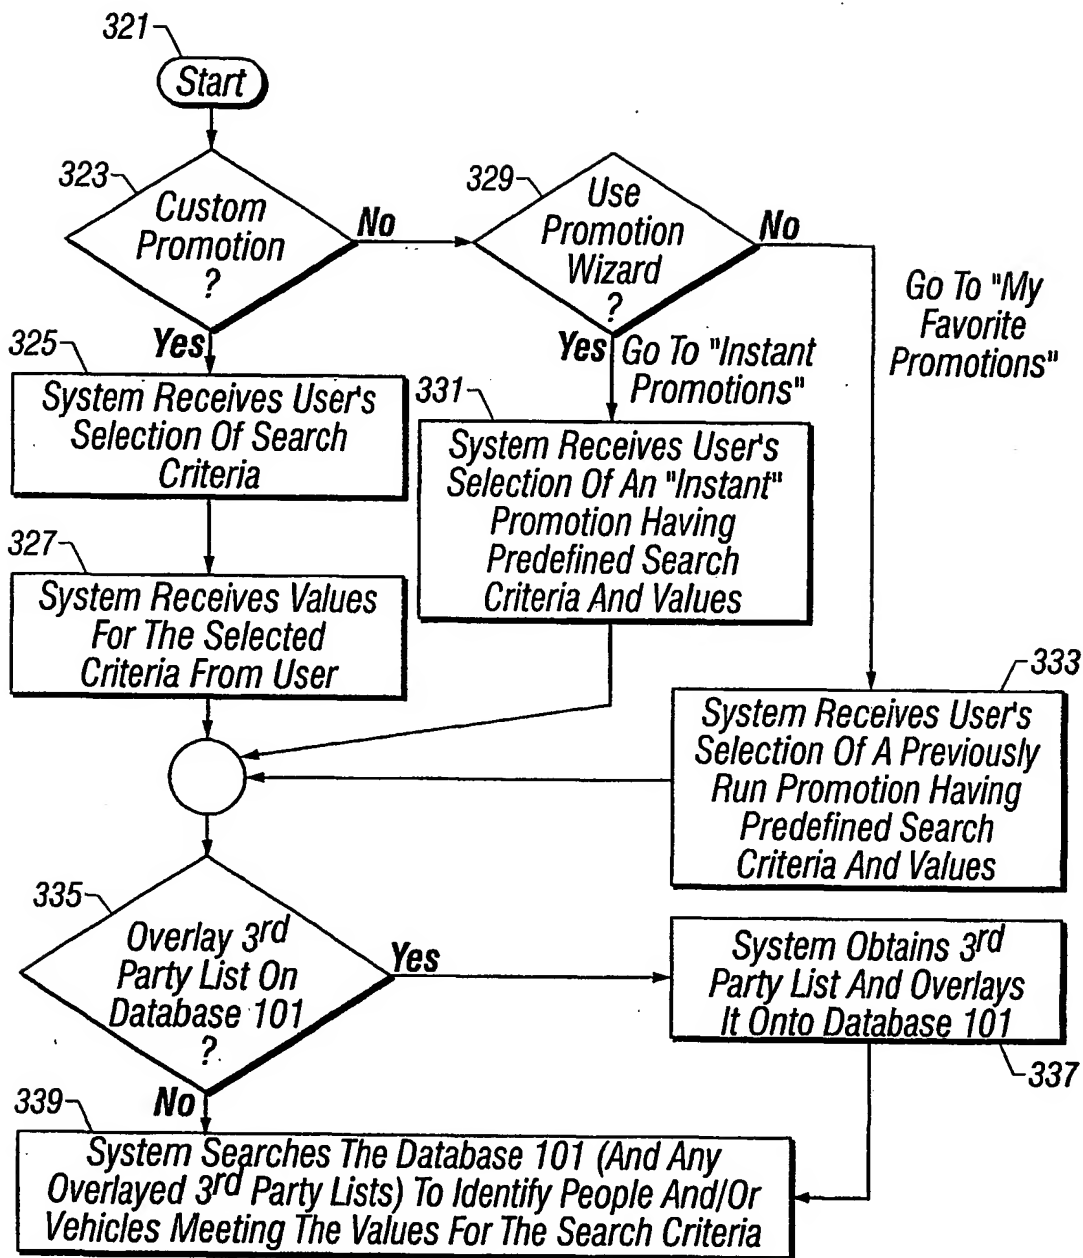 321
Start
323
Custom
Promotion
?
No
329
Use
Promotion
Wizard
?
No
Go To "My
Favorite
Promotions"
Yes
325
System Receives User's
Selection Of Search
Criteria
Yes
Go To "Instant
Promotions"
331
System Receives User's
Selection Of An "Instant"
Promotion Having
Predefined Search
Criteria And Values
327
System Receives Values
For The Selected
Criteria From User
333
System Receives User's
Selection Of A Previously
Run Promotion Having
Predefined Search
Criteria And Values
335
Overlay 3rd
Party List On
Database 101
?
Yes
System Obtains 3rd
Party List And Overlays
It Onto Database 101
337
No
339
System Searches The Database 101 (And Any
Overlayed 3rd Party Lists) To Identify People And/Or
Vehicles Meeting The Values For The Search Criteria